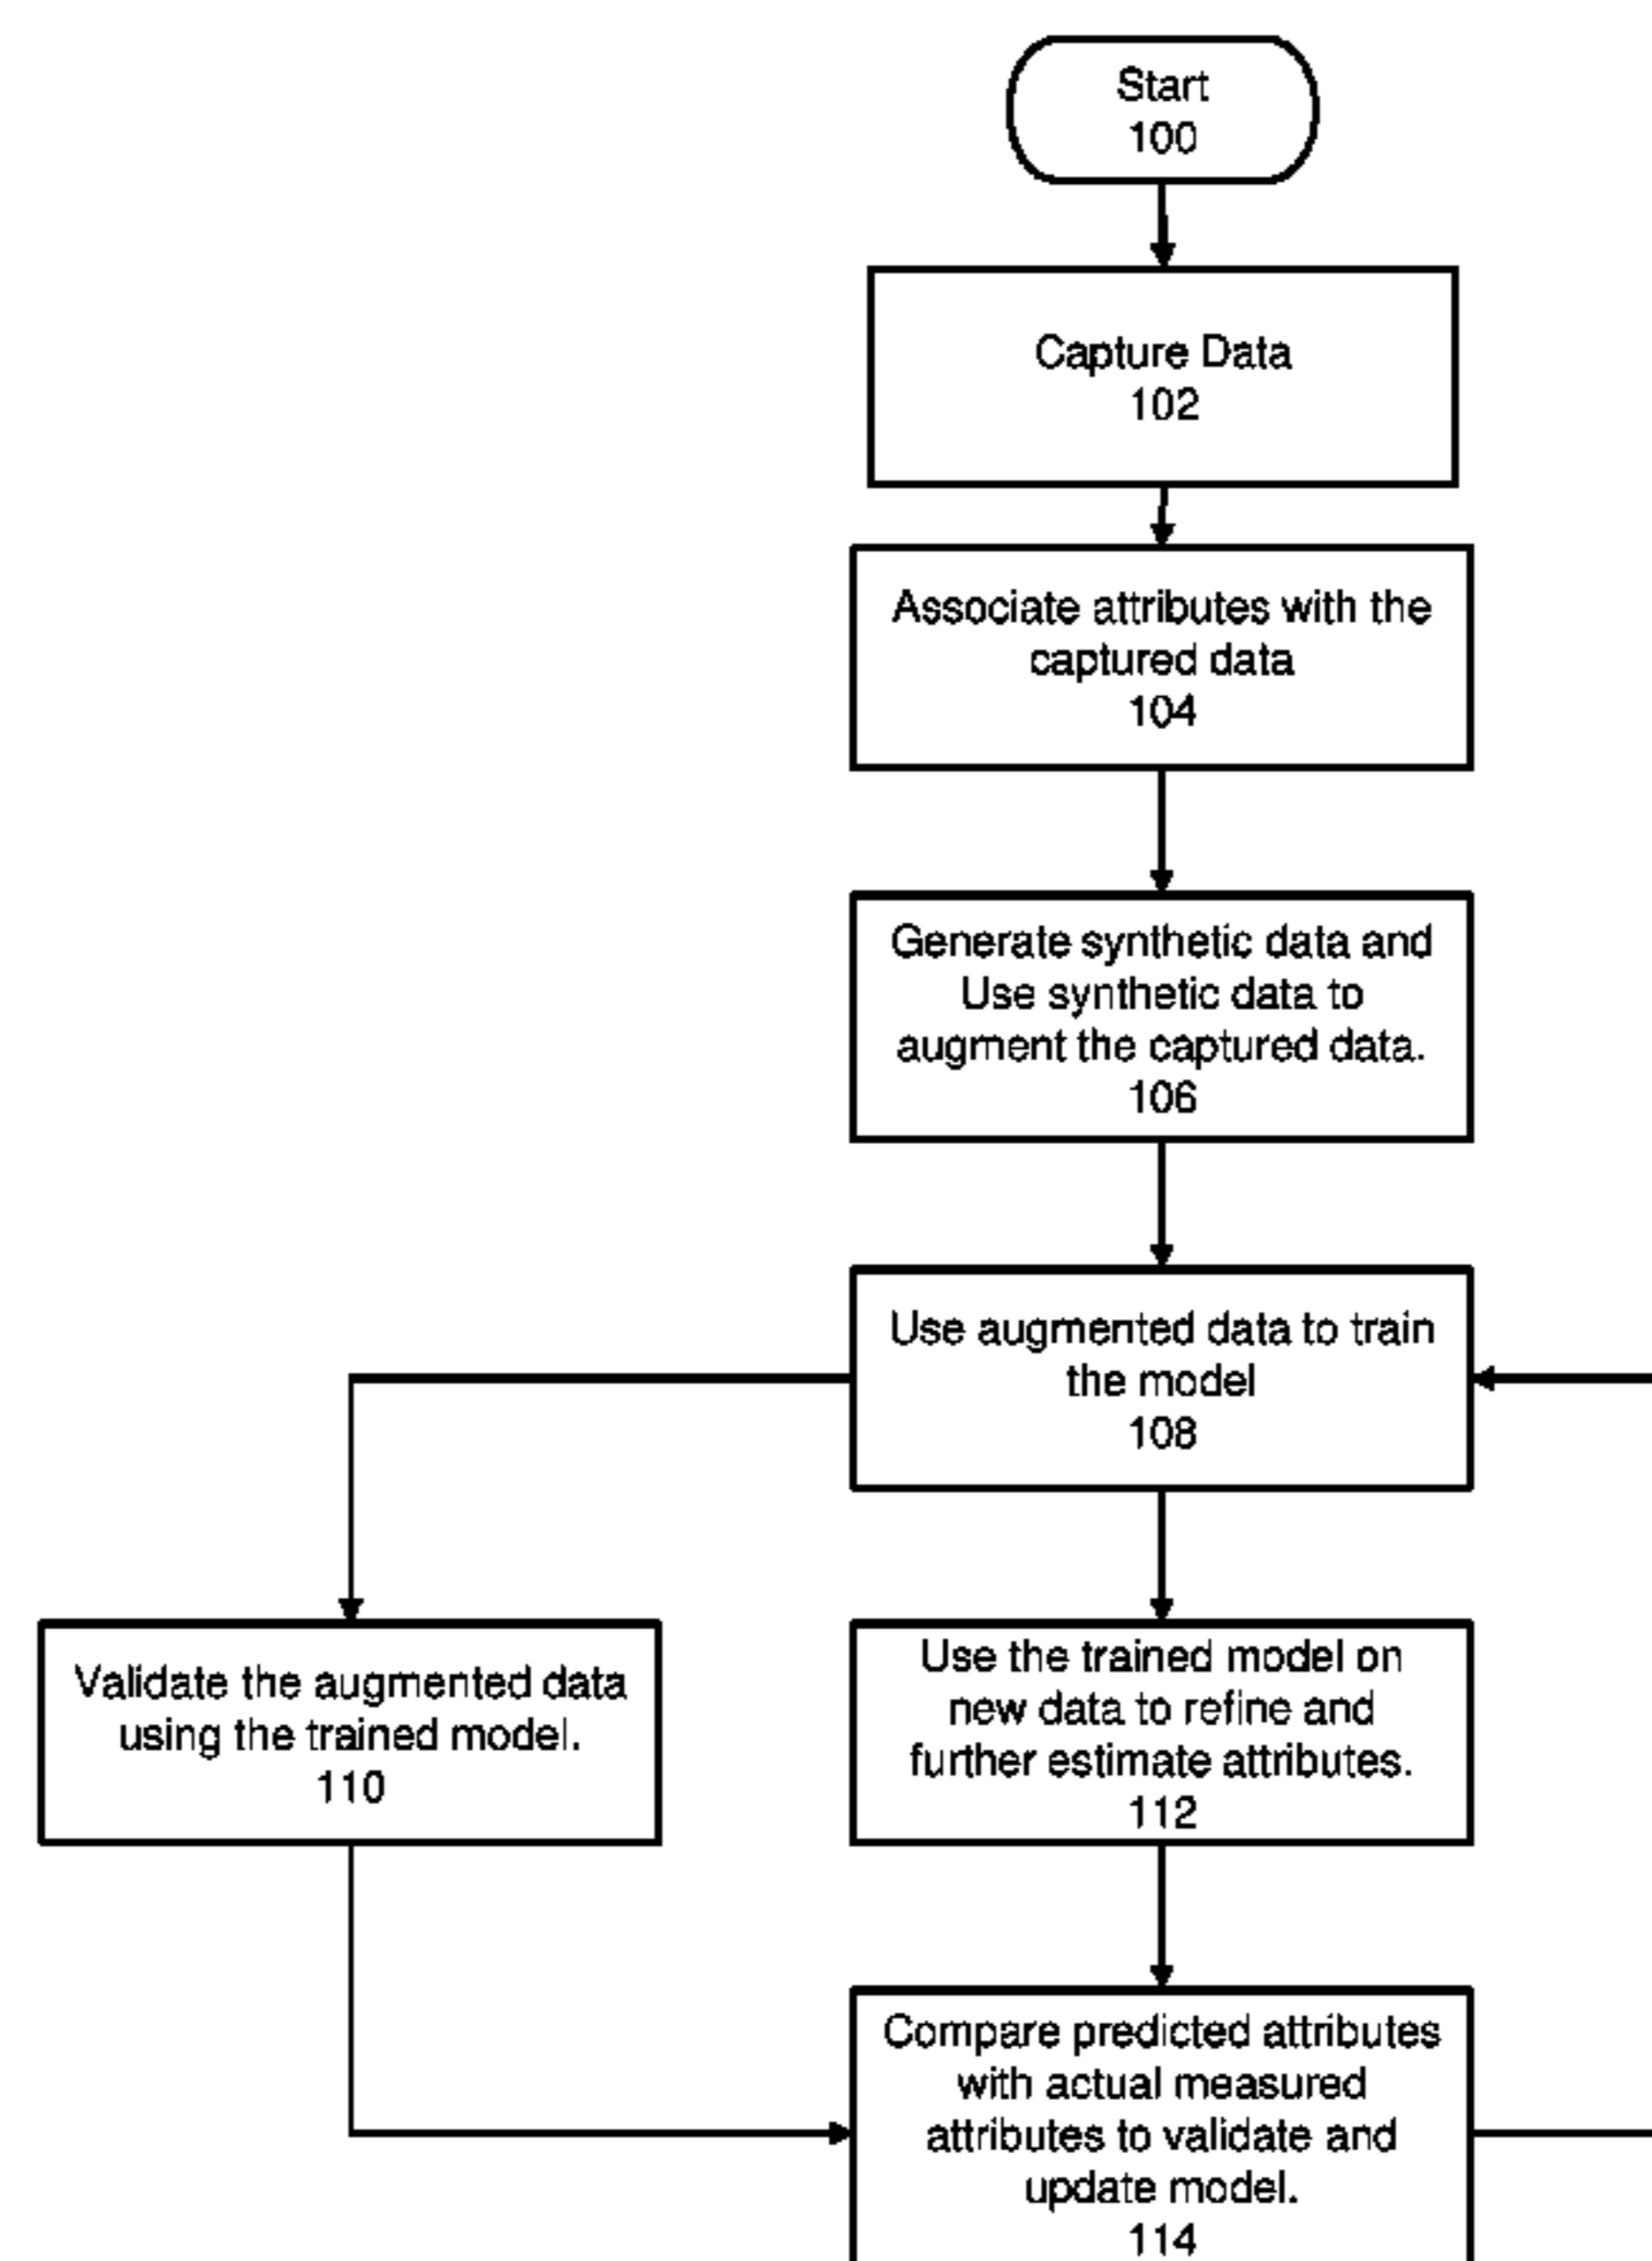 Start
100
Capture Data
102
Associate attributes with the
captured data
104
Generate synthetic data and
Use synthetic data to
augment the captured data.
106
Use augmented data to train
the model
108
Validate the augmented data
using the trained model.
110
Use the trained model on
new data to refine and
further estimate attributes.
112
Compare predicted attributes
with actual measured
attributes to validate and
update model.
114